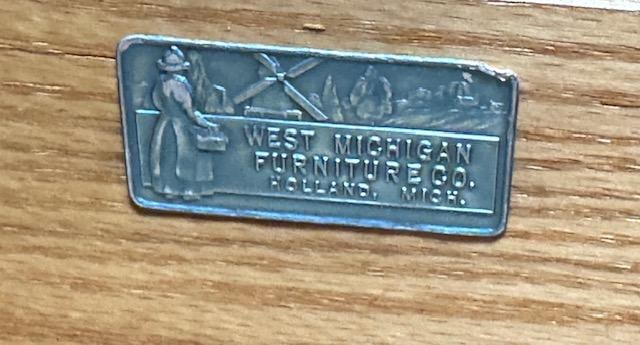 WEST MICHIGAN
FURNITURE CO.
HOLLAND, MICH.